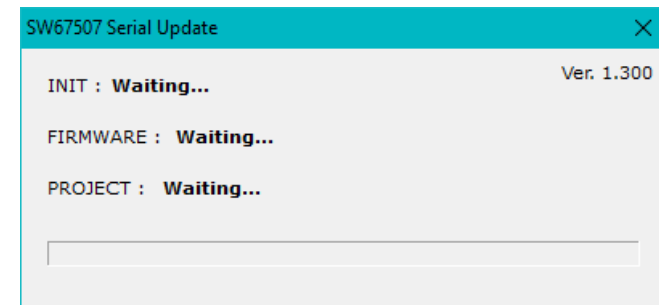 SW67507 Serial Update
Ver. 1.300
INIT : Waiting...
FIRMWARE : Waiting...
PROJECT : Waiting...